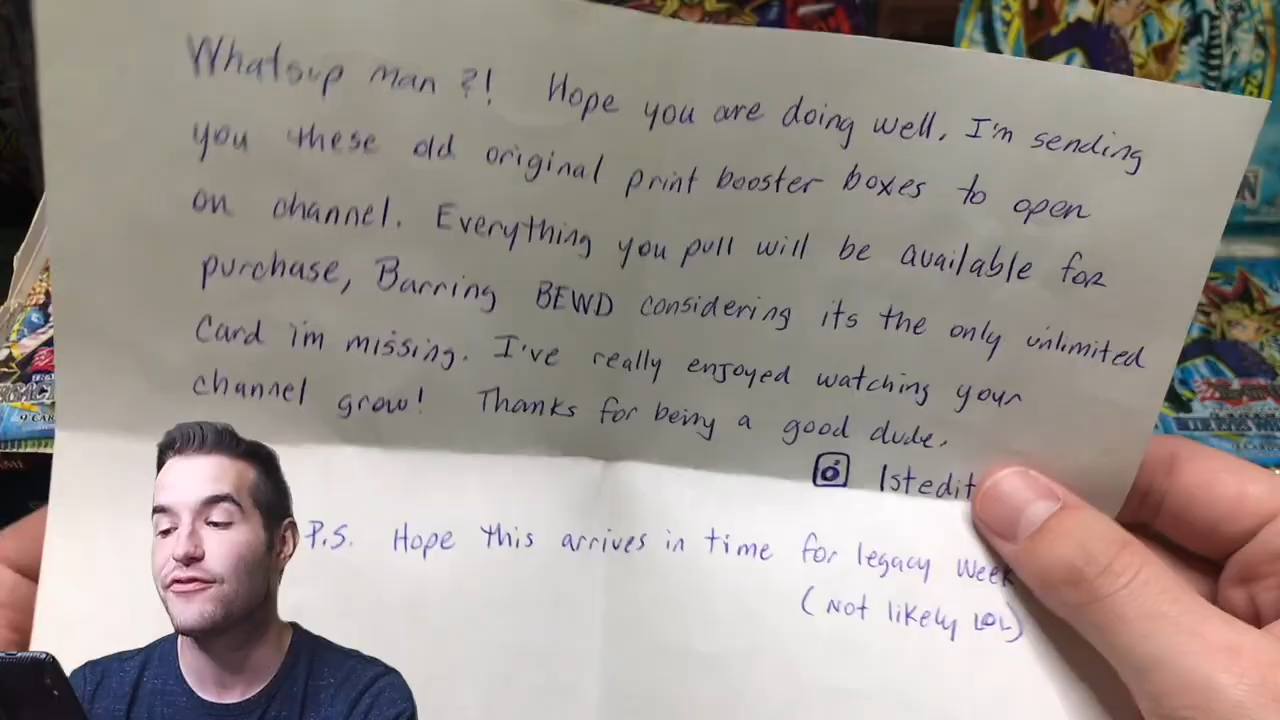 Whatsup man ?! Hope you are doing well. I'm sending
you these old original print booster boxes to open
on channel. Everything you pull will be available for
purchase, Barring BEWD considering its the only unlimited
Card i'm missing. I've really enjoyed watching your
channel grow! Thanks for being a good dude.
1stedit
P.S. Hope this arrives in time for legacy week
(Not likely LOL)
9 CAR